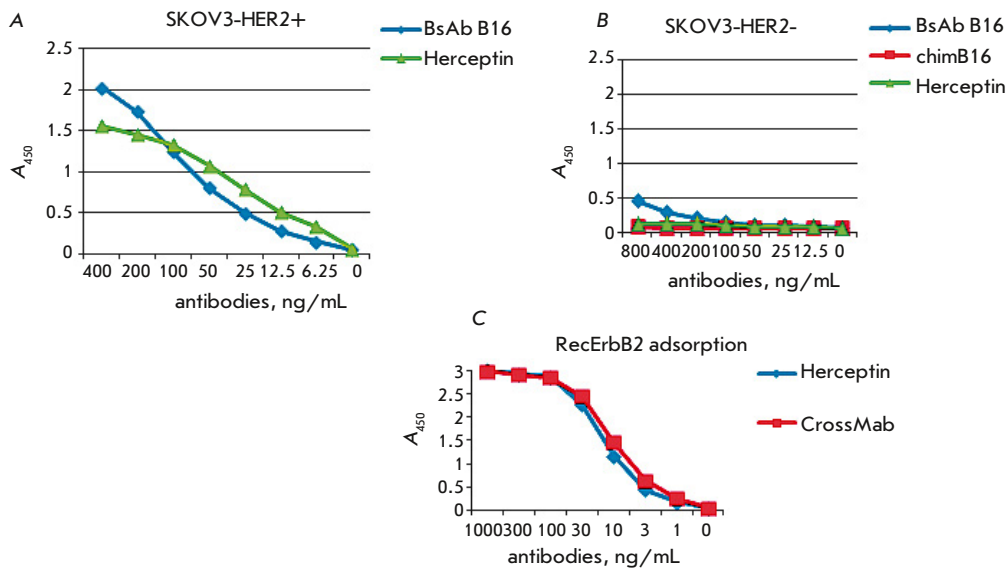 A
SKOV3-HER2+
BsAb B16
Herceptin
2.5
2
1.5
1
0.5
0
A450
400 200 100 50 25 12.5 6.25 0
antibodies, ng/mL
B
SKOV3-HER2-
BsAb B16
chimB16
Herceptin
2.5
2
1.5
1
0.5
0
A450
800 400 200 100 50 25 12.5 0
antibodies, ng/mL
C
RecErbB2 adsorption
Herceptin
CrossMab
3
2.5
2
1.5
1
0.5
0
A450
1000 300 100 30 10 3 1 0
antibodies, ng/mL